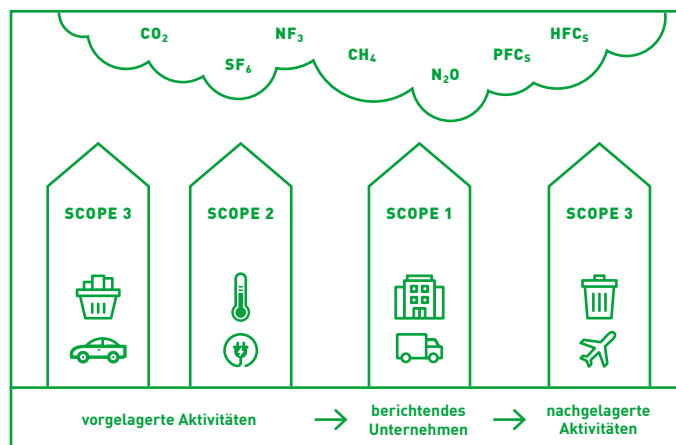 CO₂
NF₃
HFCs
SF₆
CH₄
N₂O
PFCs
SCOPE 3
SCOPE 2
SCOPE 1
SCOPE 3
vorgelagerte Aktivitäten
berichtendes
Unternehmen
nachgelagerte
Aktivitäten